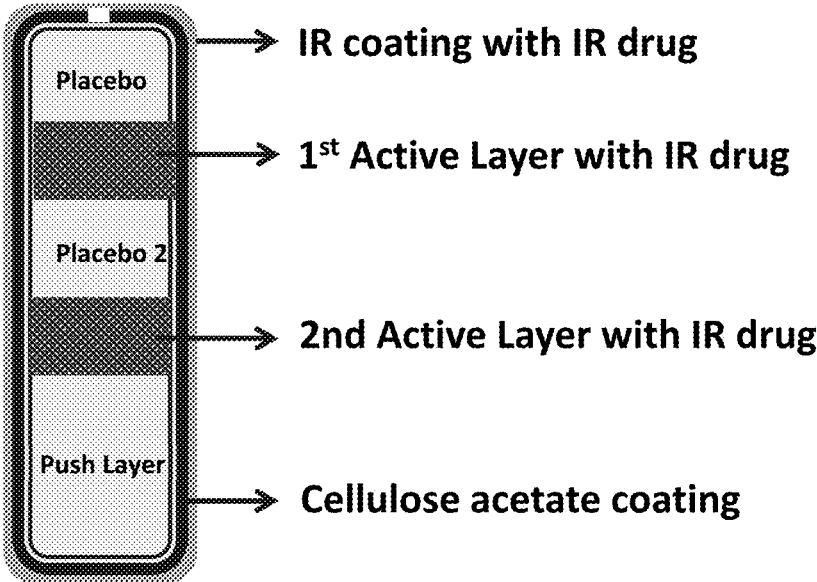 Placebo
IR coating with IR drug
1st Active Layer with IR drug
Placebo 2
2nd Active Layer with IR drug
Push Layer
Cellulose acetate coating